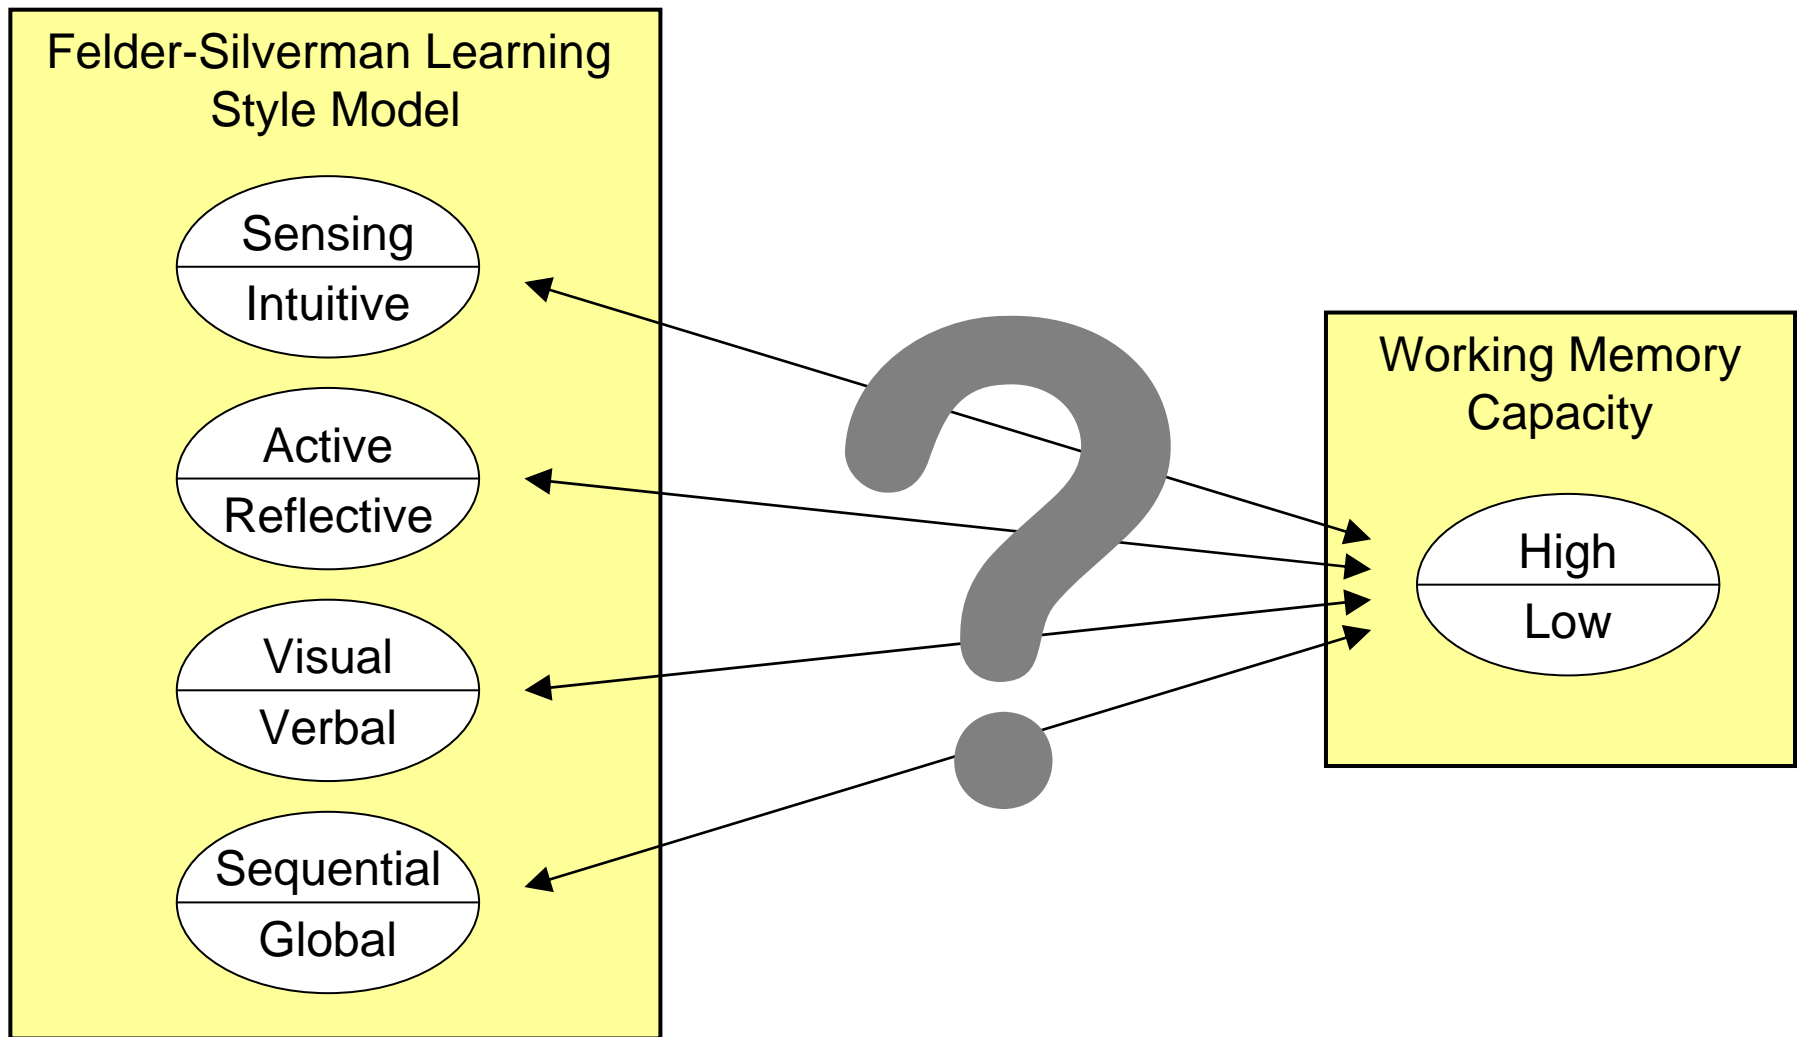 Felder-Silverman Learning
Style Model
Sensing
Intuitive
Active
Reflective
Visual
Verbal
Sequential
Global
?
Working Memory
Capacity
High
Low